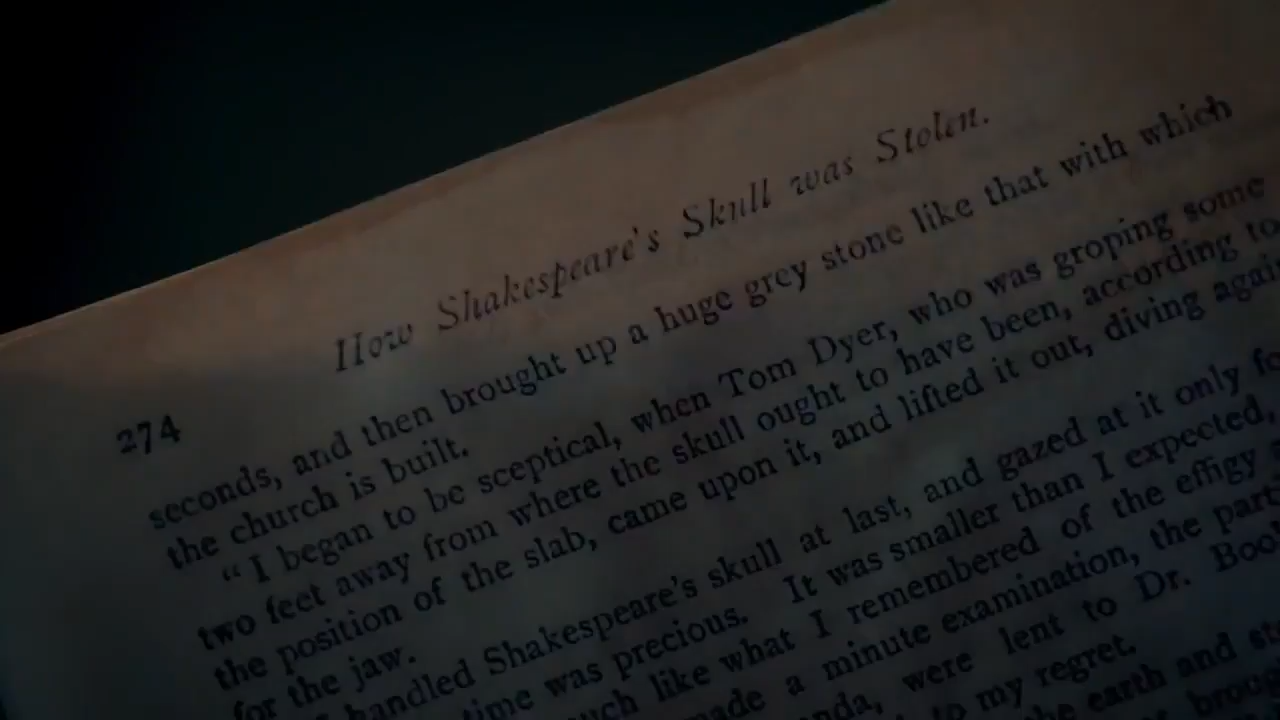 How Shakespeare's Skull was Stolen.
274
seconds, and then brought up a huge grey stone like that with which
the church is built.
"I began to be sceptical, when Tom Dyer, who was groping some
two feet away from where the skull ought to have been, according to
the position of the slab, came upon it, and lifted it out, diving again
for the jaw.
handled Shakespeare's skull at last, and gazed at it only
time was precious. It was smaller than I expected,
like what I remembered of the effigy
made a minute examination, the
were lent to Dr.
to my regret.
the earth and